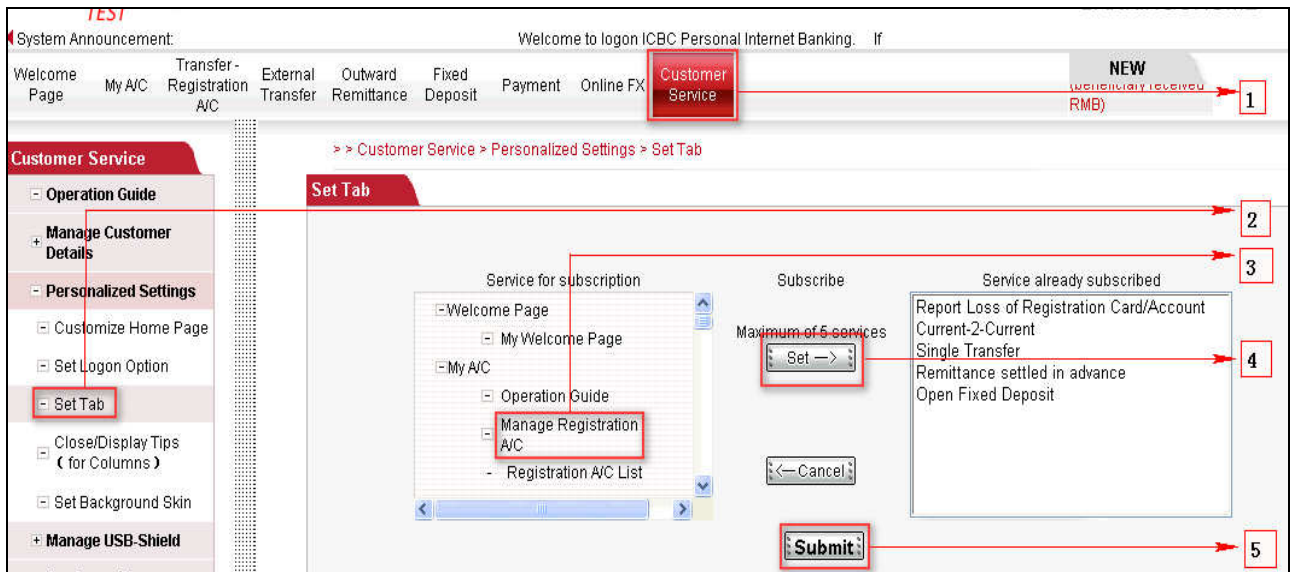 TEST
System Announcement:
Welcome to logon ICBC Personal Internet Banking. If
Welcome Page
My A/C
Transfer - Registration A/C
External Transfer
Outward Remittance
Fixed Deposit
Payment
Online FX
Customer Service
NEW
(beneficiary received
RMB)
1
Customer Service
> > Customer Service > Personalized Settings > Set Tab
Operation Guide
Set Tab
2
Manage Customer
Details
3
Personalized Settings
Service for subscription
Subscribe
Service already subscribed
Customize Home Page
Set Logon Option
Set Tab
Close/Display Tips
( for Columns )
Set Background Skin
Manage USB-Shield
Welcome Page
My Welcome Page
My A/C
Operation Guide
Manage Registration
A/C
- Registration A/C List
Maximum of 5 services
Set —>
4
<— Cancel
Report Loss of Registration Card/Account
Current-2-Current
Single Transfer
Remittance settled in advance
Open Fixed Deposit
Submit
5